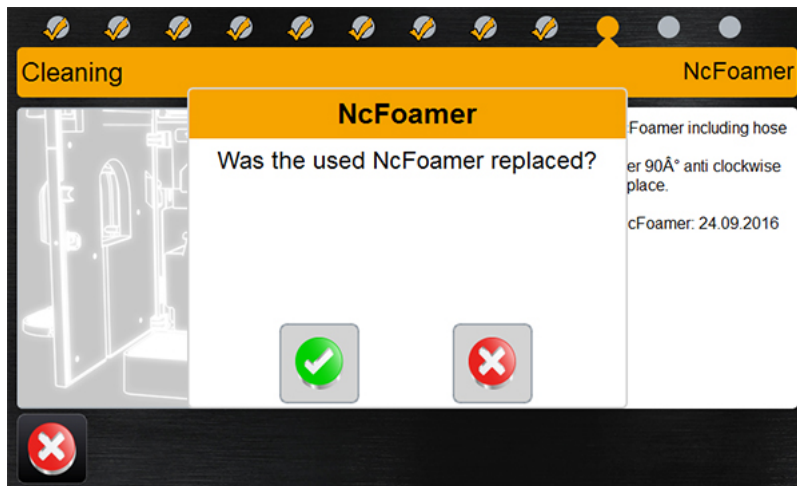 Cleaning
NcFoamer
NcFoamer
Was the used NcFoamer replaced?
Foamer including hose
er 90Â° anti clockwise
place.
cFoamer: 24.09.2016